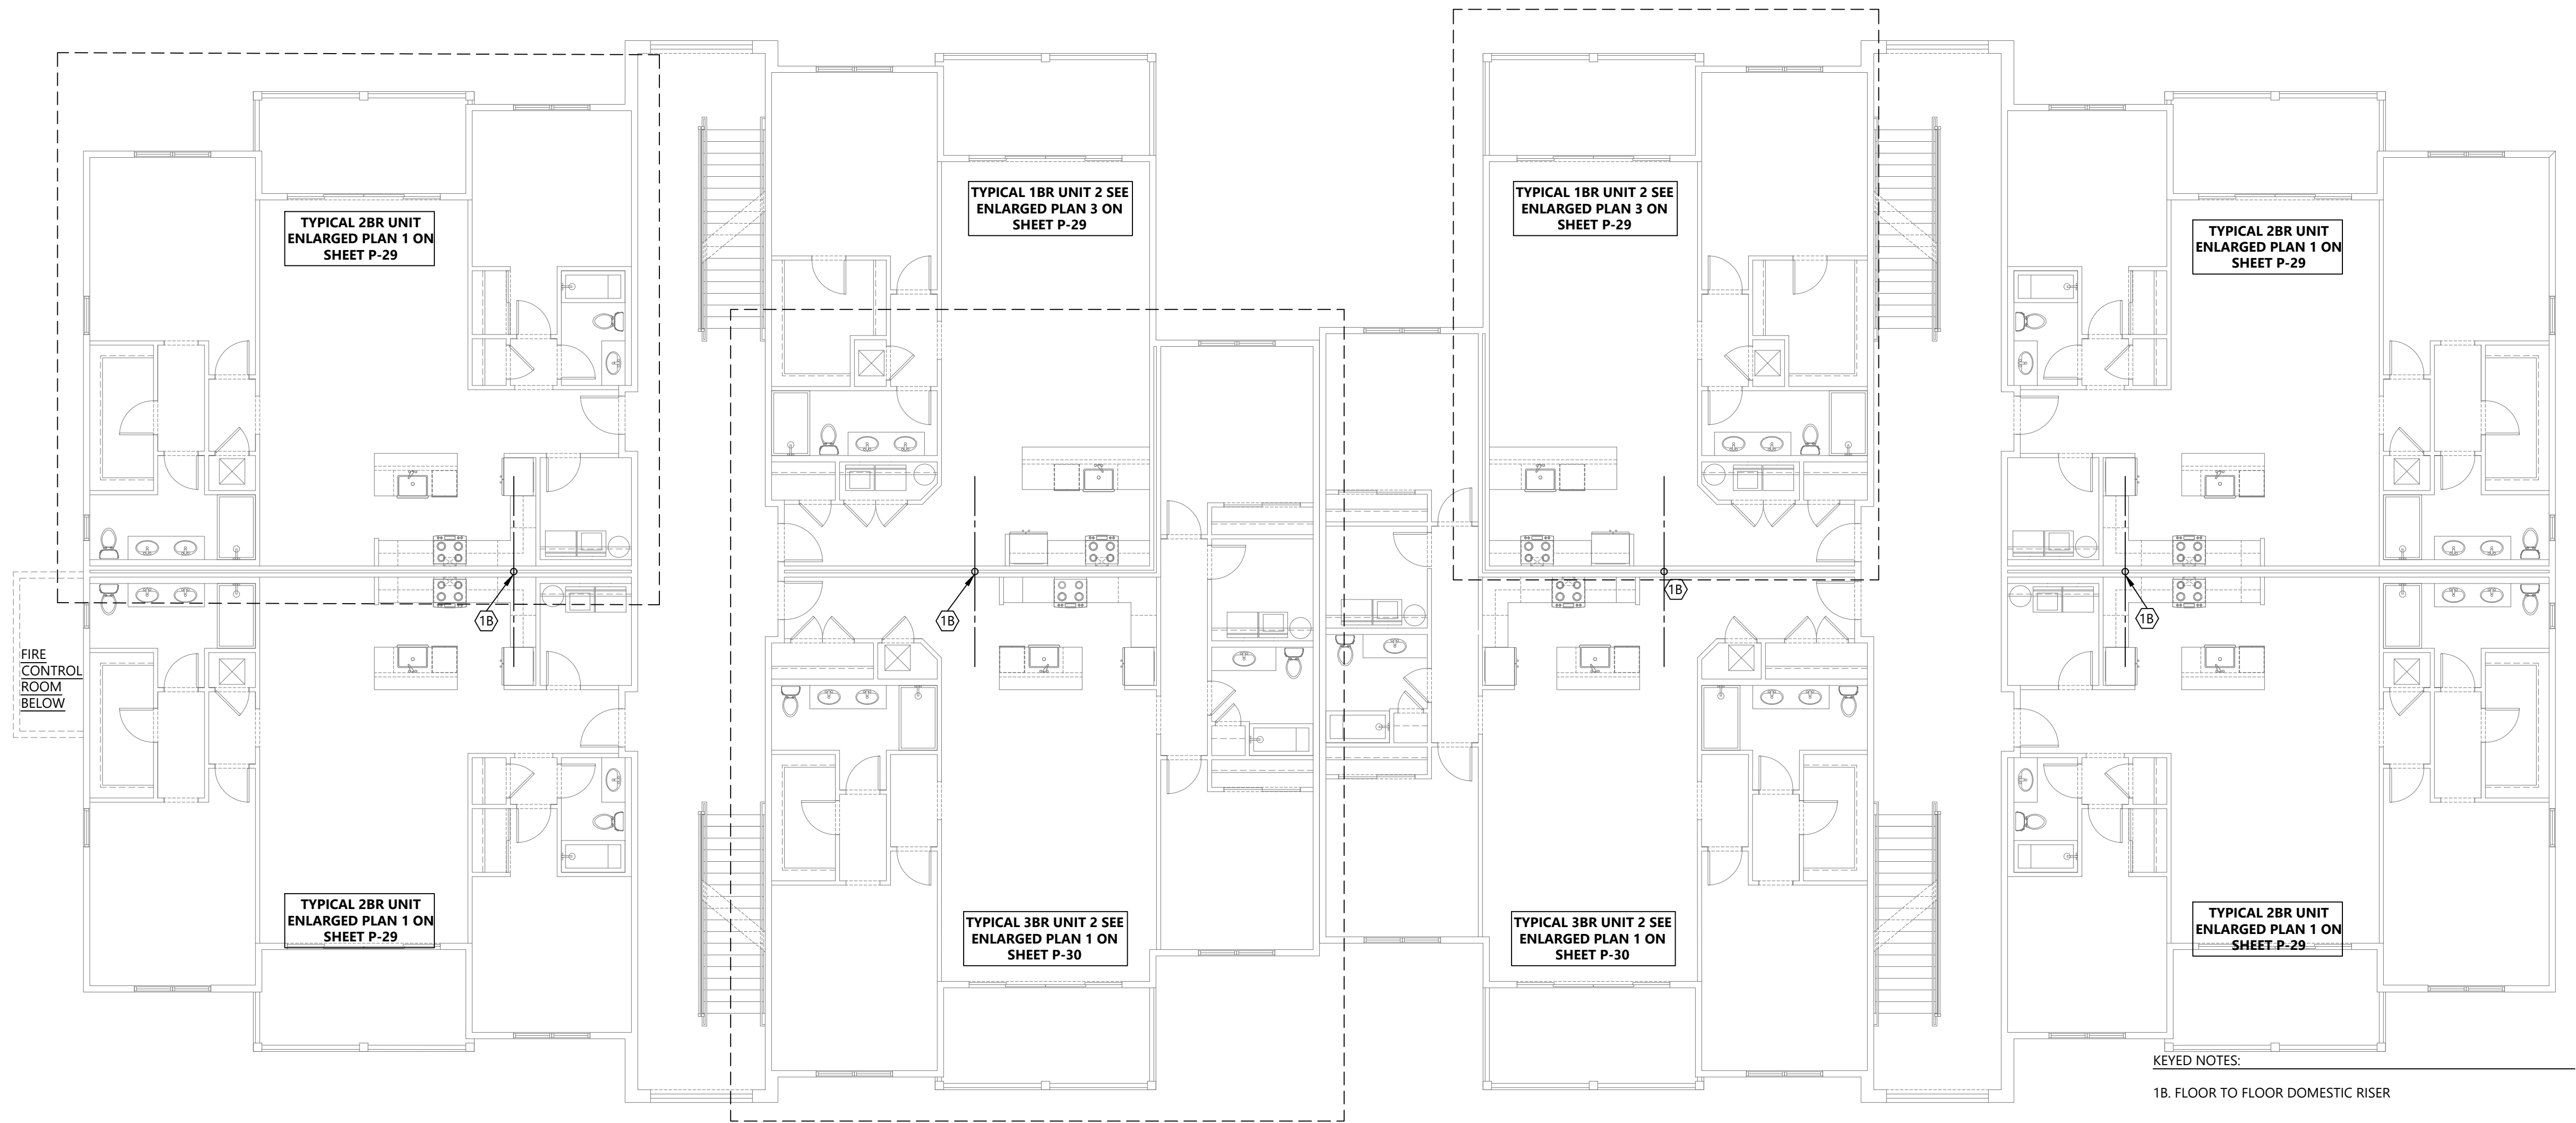 TYPICAL 2BR UNIT
ENLARGED PLAN 1 ON
SHEET P-29
TYPICAL 1BR UNIT 2 SEE
ENLARGED PLAN 3 ON
SHEET P-29
TYPICAL 1BR UNIT 2 SEE
ENLARGED PLAN 3 ON
SHEET P-29
TYPICAL 2BR UNIT
ENLARGED PLAN 1 ON
SHEET P-29
1B
1B
1B
1B
FIRE
CONTROL
ROOM
BELOW
TYPICAL 2BR UNIT
ENLARGED PLAN 1 ON
SHEET P-29
TYPICAL 3BR UNIT 2 SEE
ENLARGED PLAN 1 ON
SHEET P-30
TYPICAL 3BR UNIT 2 SEE
ENLARGED PLAN 1 ON
SHEET P-30
TYPICAL 2BR UNIT
ENLARGED PLAN 1 ON
SHEET P-29
KEYED NOTES:
1B. FLOOR TO FLOOR DOMESTIC RISER